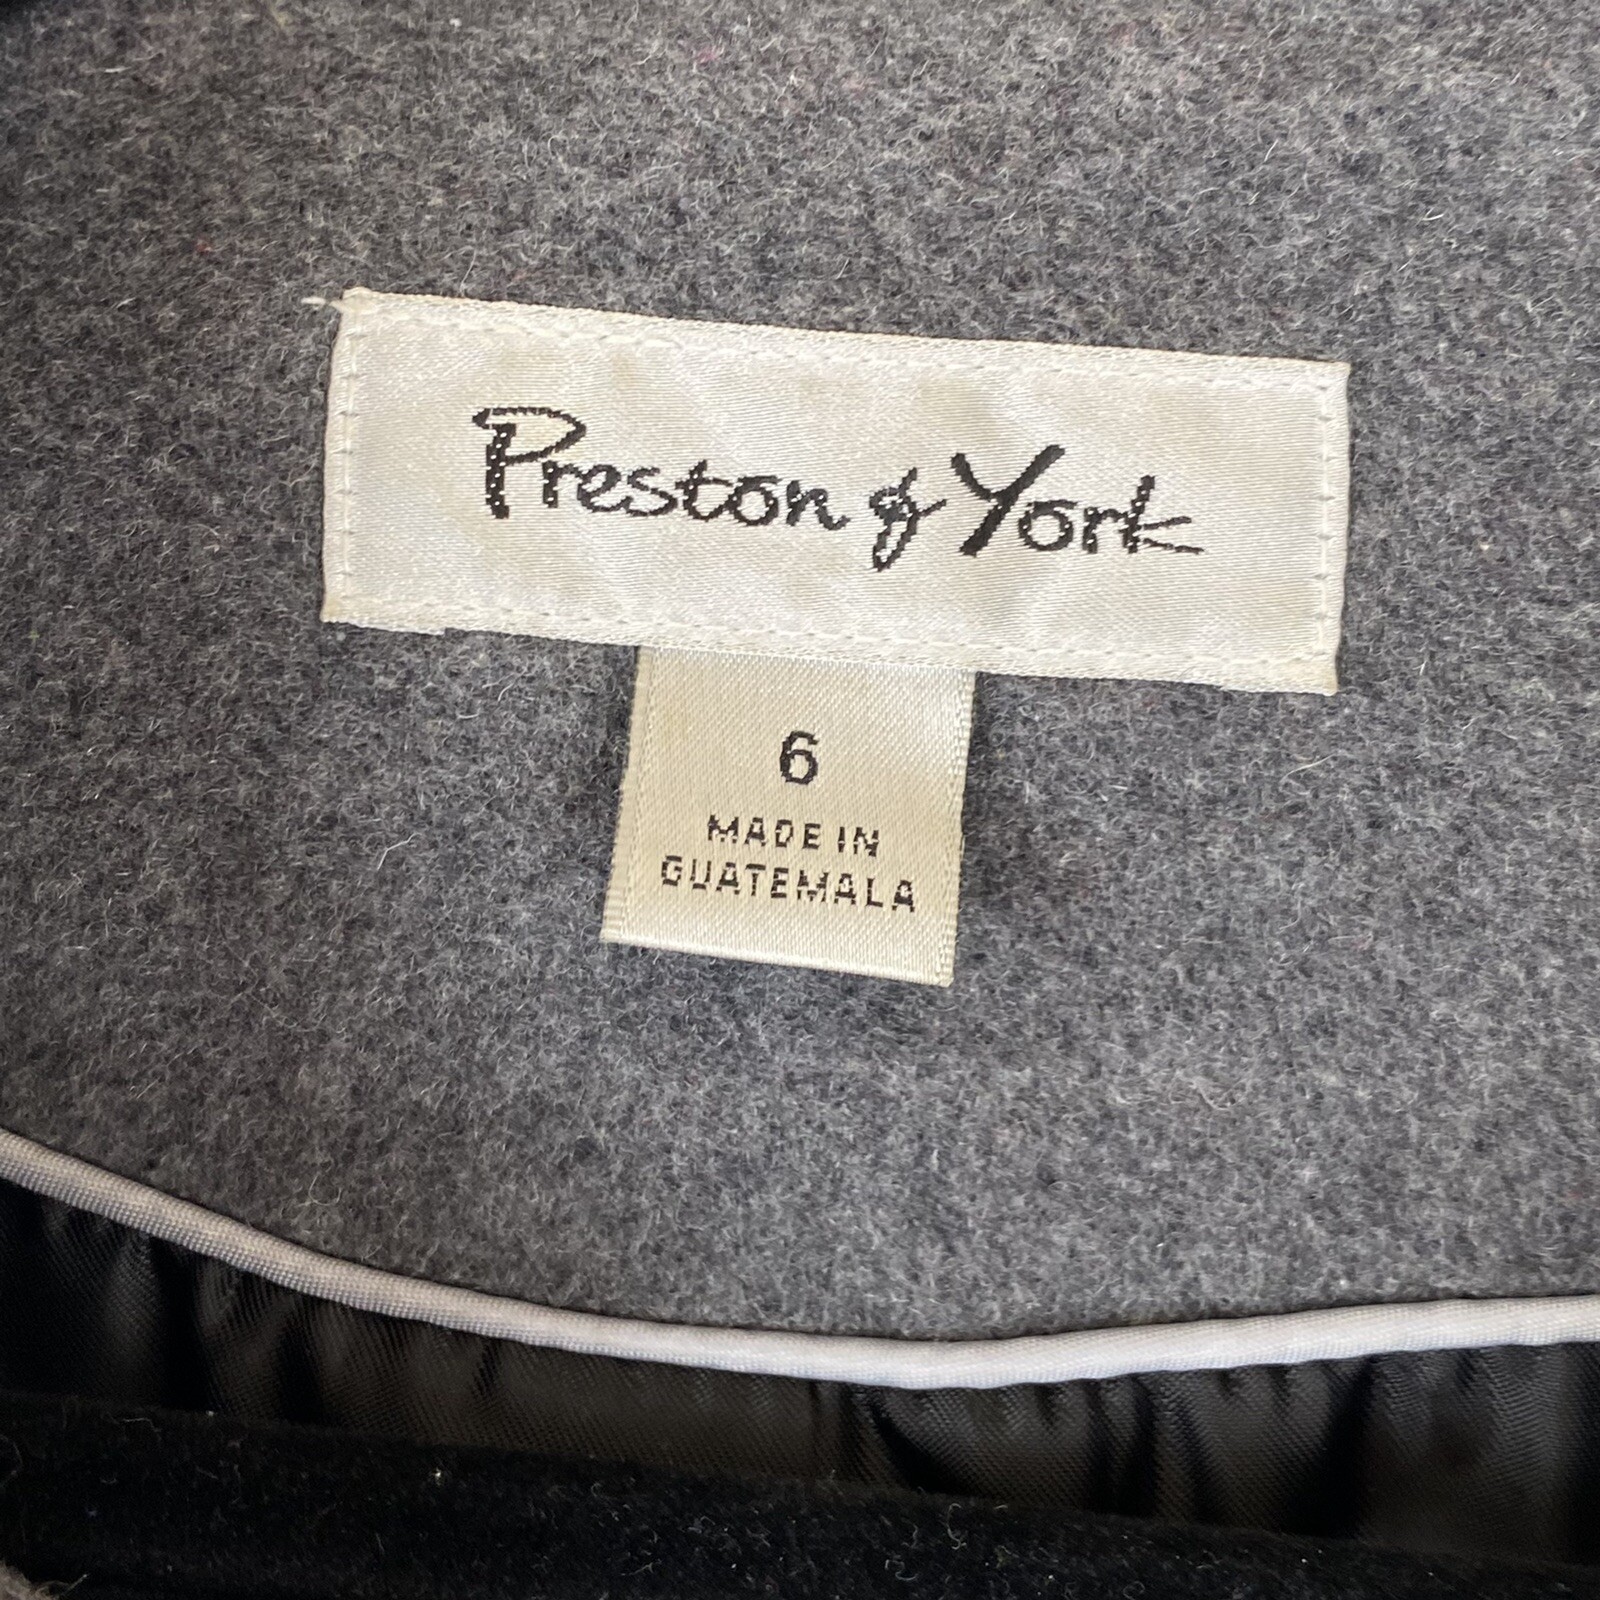 Preston & York
6
MADE IN
GUATEMALA